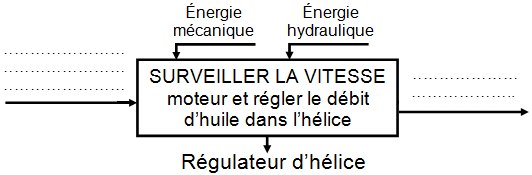 Énergie
mécanique
Énergie
hydraulique
SURVEILLER LA VITESSE
moteur et régler le débit
d’huile dans l’hélice
Régulateur d’hélice